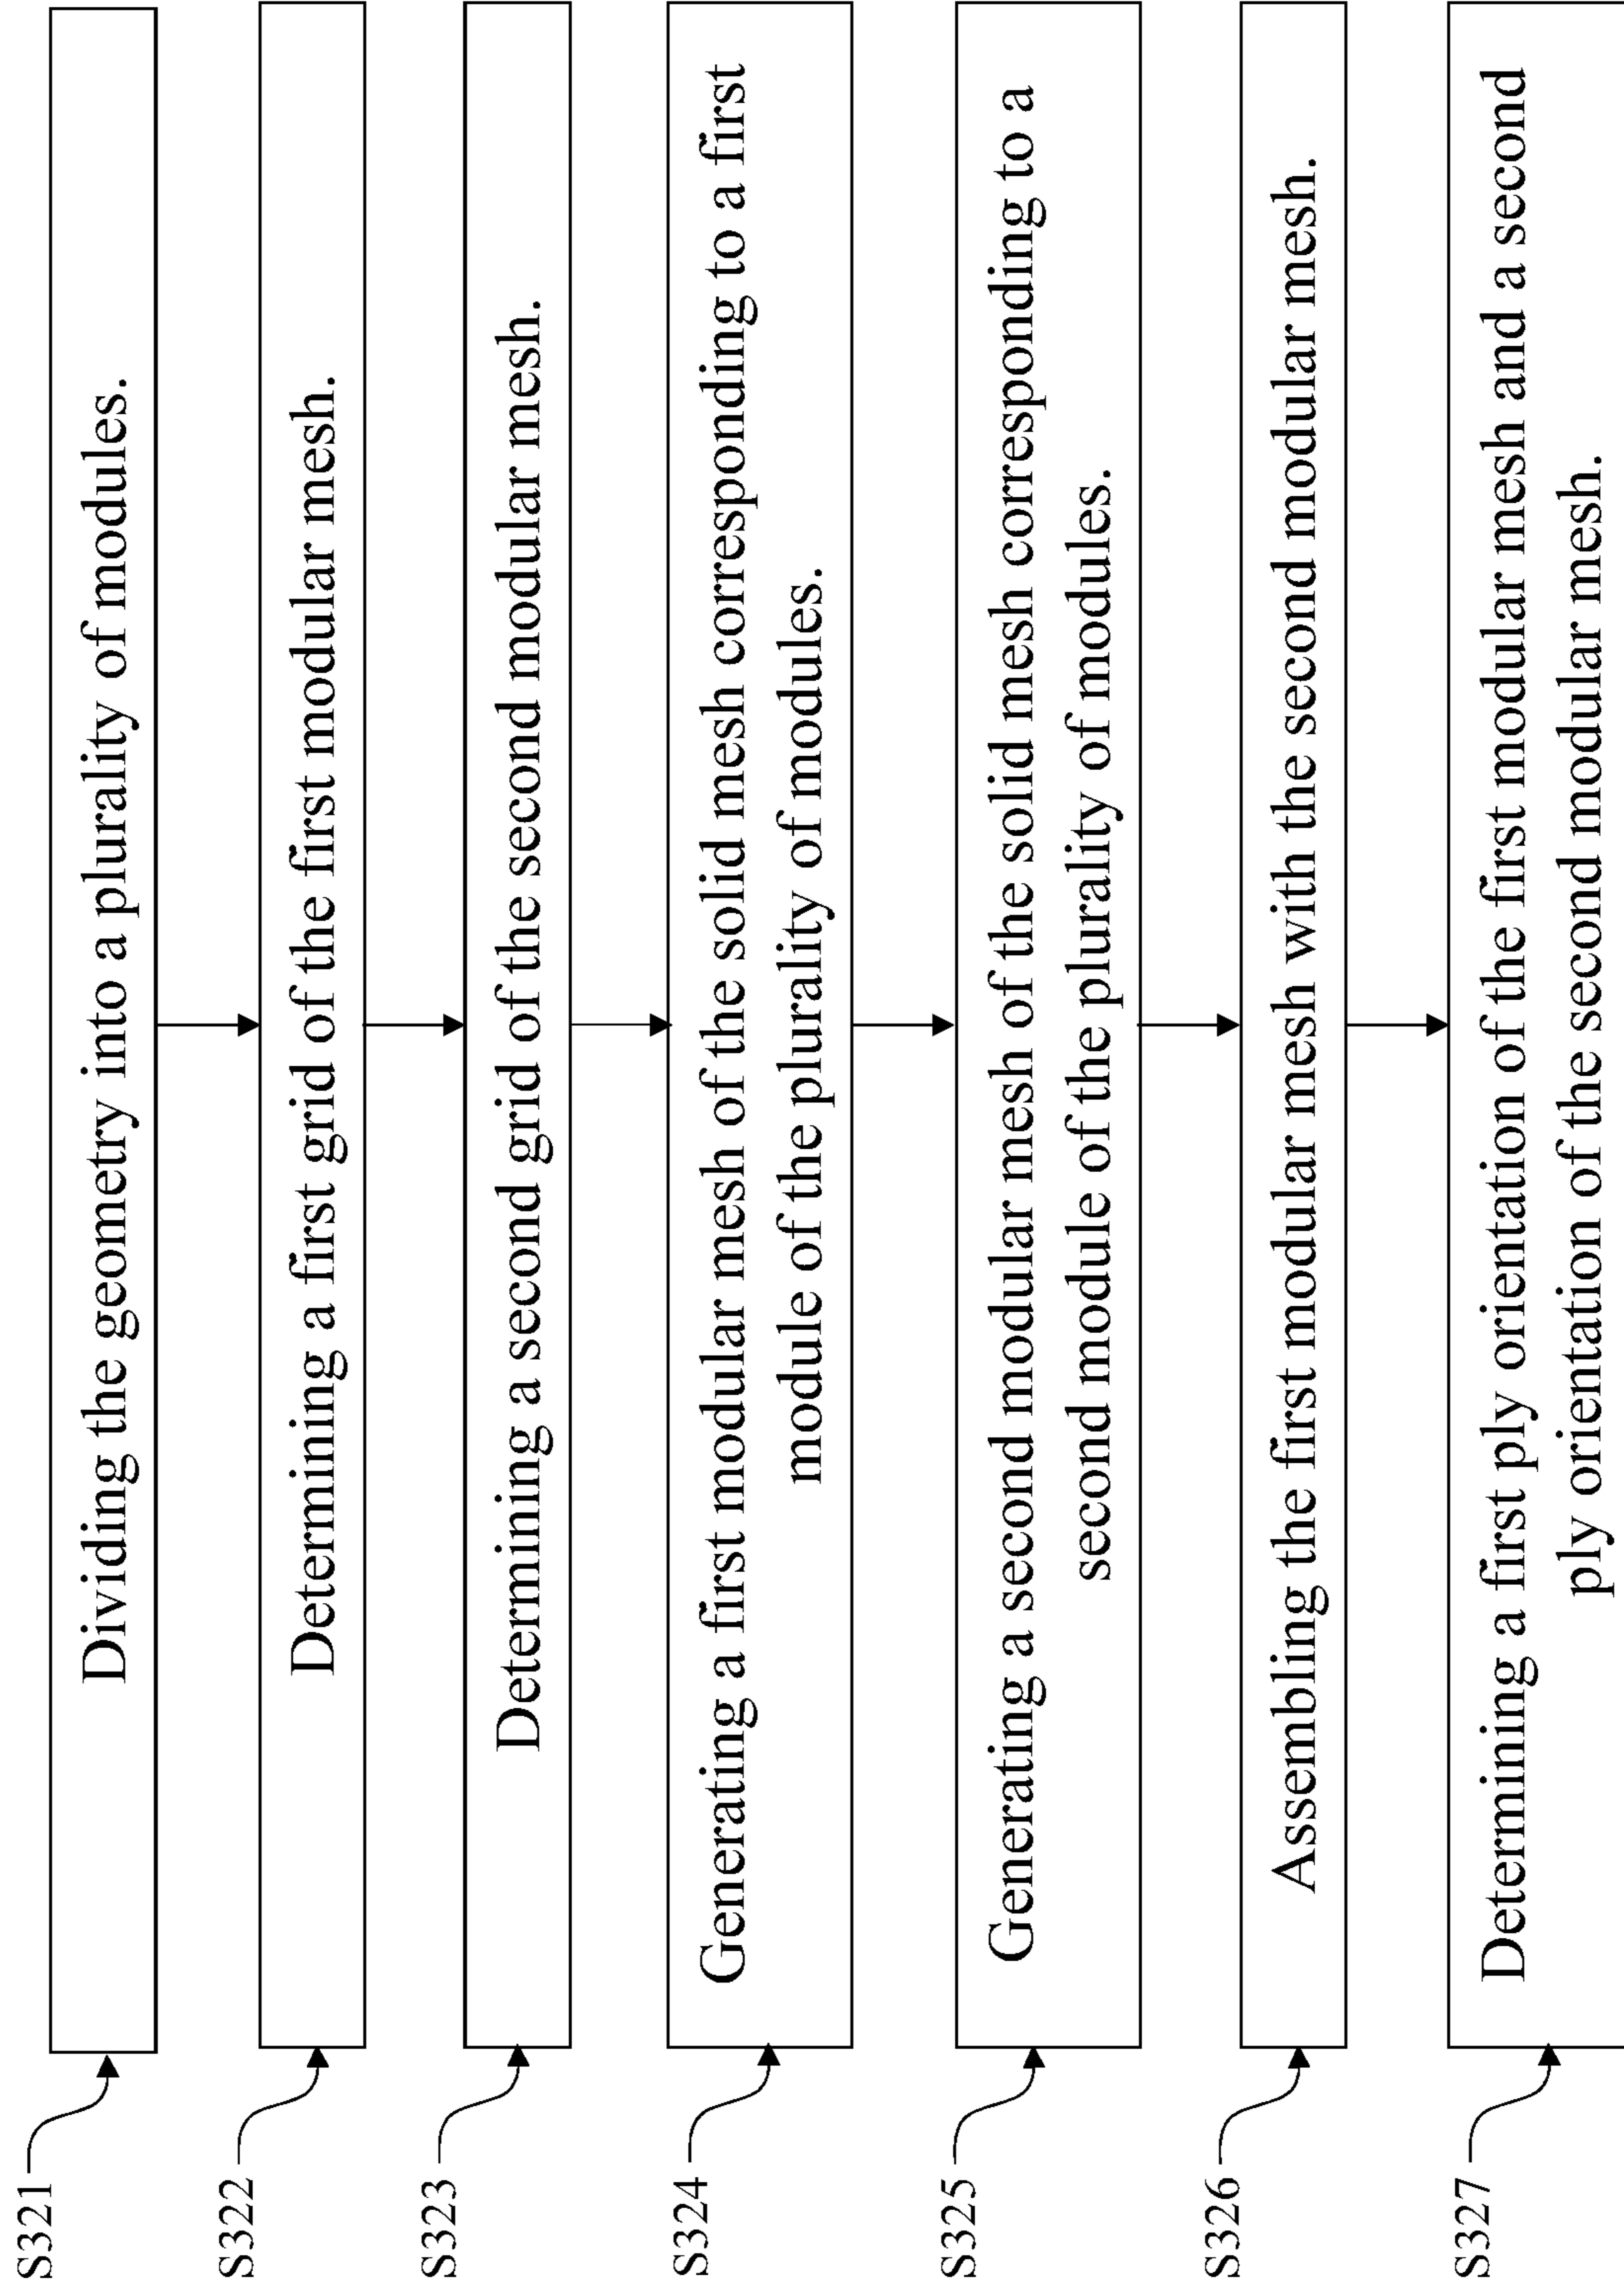 S321
Dividing the geometry into a plurality of modules.
S322
Determining a first grid of the first modular mesh.
S323
Determining a second grid of the second modular mesh.
S324
Generating a first modular mesh of the solid mesh corresponding to a first
module of the plurality of modules.
S325
Generating a second modular mesh of the solid mesh corresponding to a
second module of the plurality of modules.
S326
Assembling the first modular mesh with the second modular mesh.
S327
Determining a first ply orientation of the first modular mesh and a second
ply orientation of the second modular mesh.